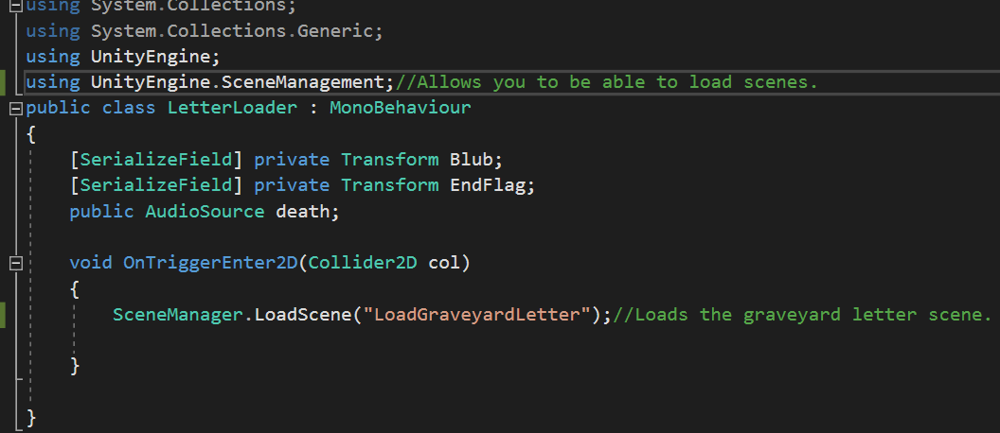 using System.Collections;
using System.Collections.Generic;
using UnityEngine;
using UnityEngine.SceneManagement;//Allows you to be able to load scenes.
public class LetterLoader : MonoBehaviour
{
[SerializeField] private Transform Blub;
[SerializeField] private Transform EndFlag;
public AudioSource death;
void OnTriggerEnter2D(Collider2D col)
{
SceneManager.LoadScene("LoadGraveyardLetter");//Loads the graveyard letter scene.
}
}